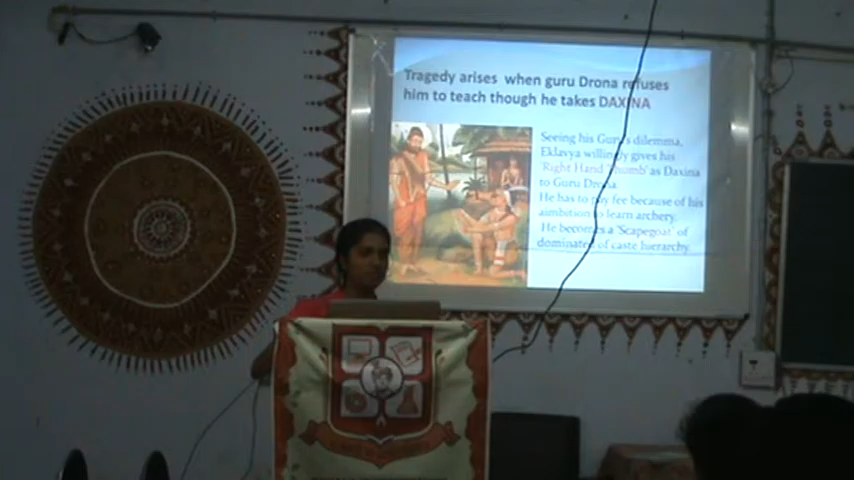 Tragedy arises when guru Drona refuses
him to teach though he takes DAXINA
Seeing his Guru's dilemma,
Eklavya willingly gives his
'Right Hand Thumb' as Daxina
to Guru Drona.
He has to pay fee because of his
aimbition to learn archery.
He becomes a 'Scapegoat' of
dominated of caste hierarchy.